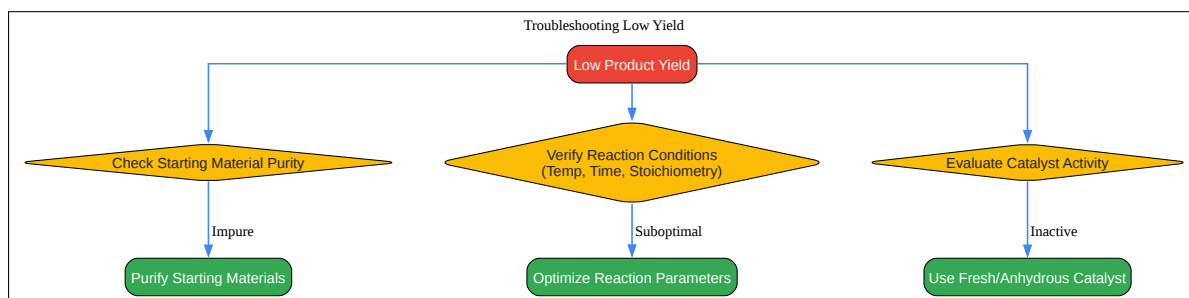 Troubleshooting Low Yield
Low Product Yield
Check Starting Material Purity
Verify Reaction Conditions
(Temp, Time, Stoichiometry)
Evaluate Catalyst Activity
Impure
Suboptimal
Inactive
Purify Starting Materials
Optimize Reaction Parameters
Use Fresh/Anhydrous Catalyst